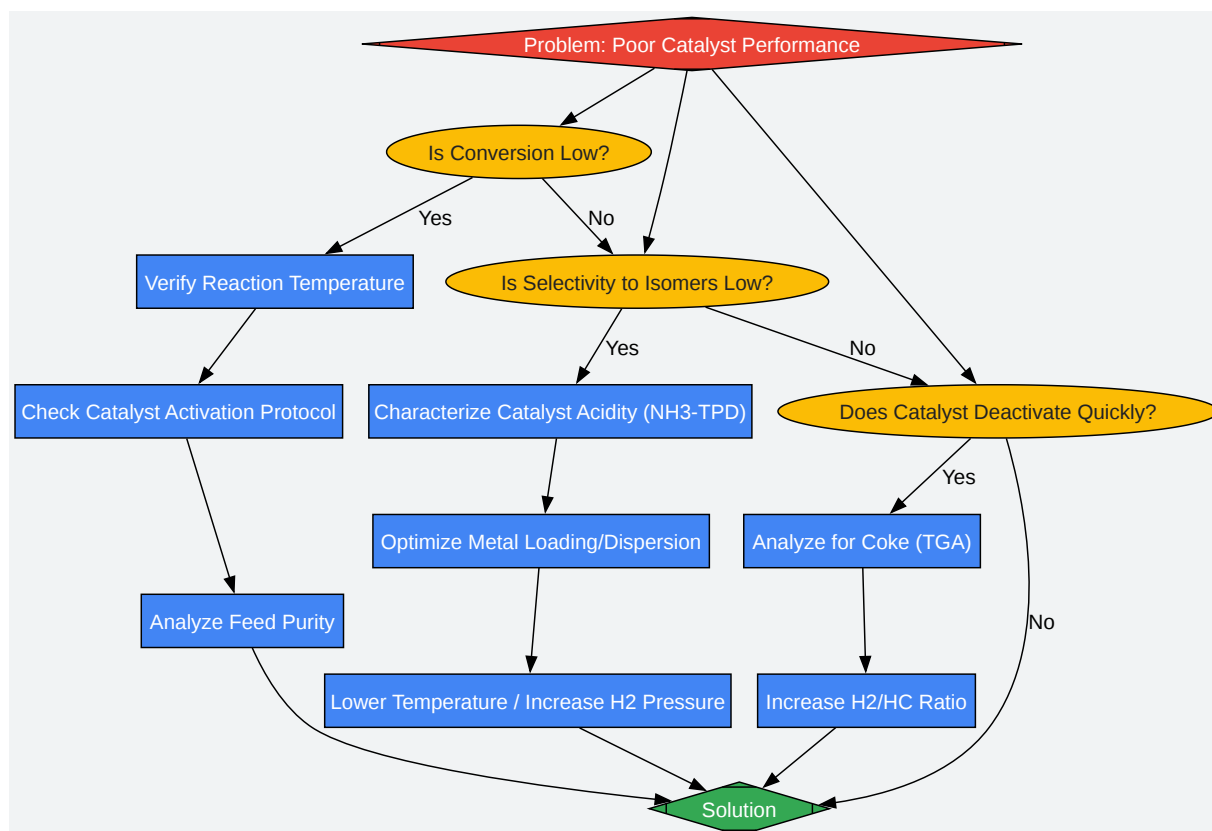 Problem: Poor Catalyst Performance
Is Conversion Low?
Yes
No
Verify Reaction Temperature
Is Selectivity to Isomers Low?
Yes
No
Check Catalyst Activation Protocol
Characterize Catalyst Acidity (NH3-TPD)
Does Catalyst Deactivate Quickly?
Yes
Optimize Metal Loading/Dispersion
Analyze for Coke (TGA)
Analyze Feed Purity
No
Lower Temperature / Increase H2 Pressure
Increase H2/HC Ratio
Solution